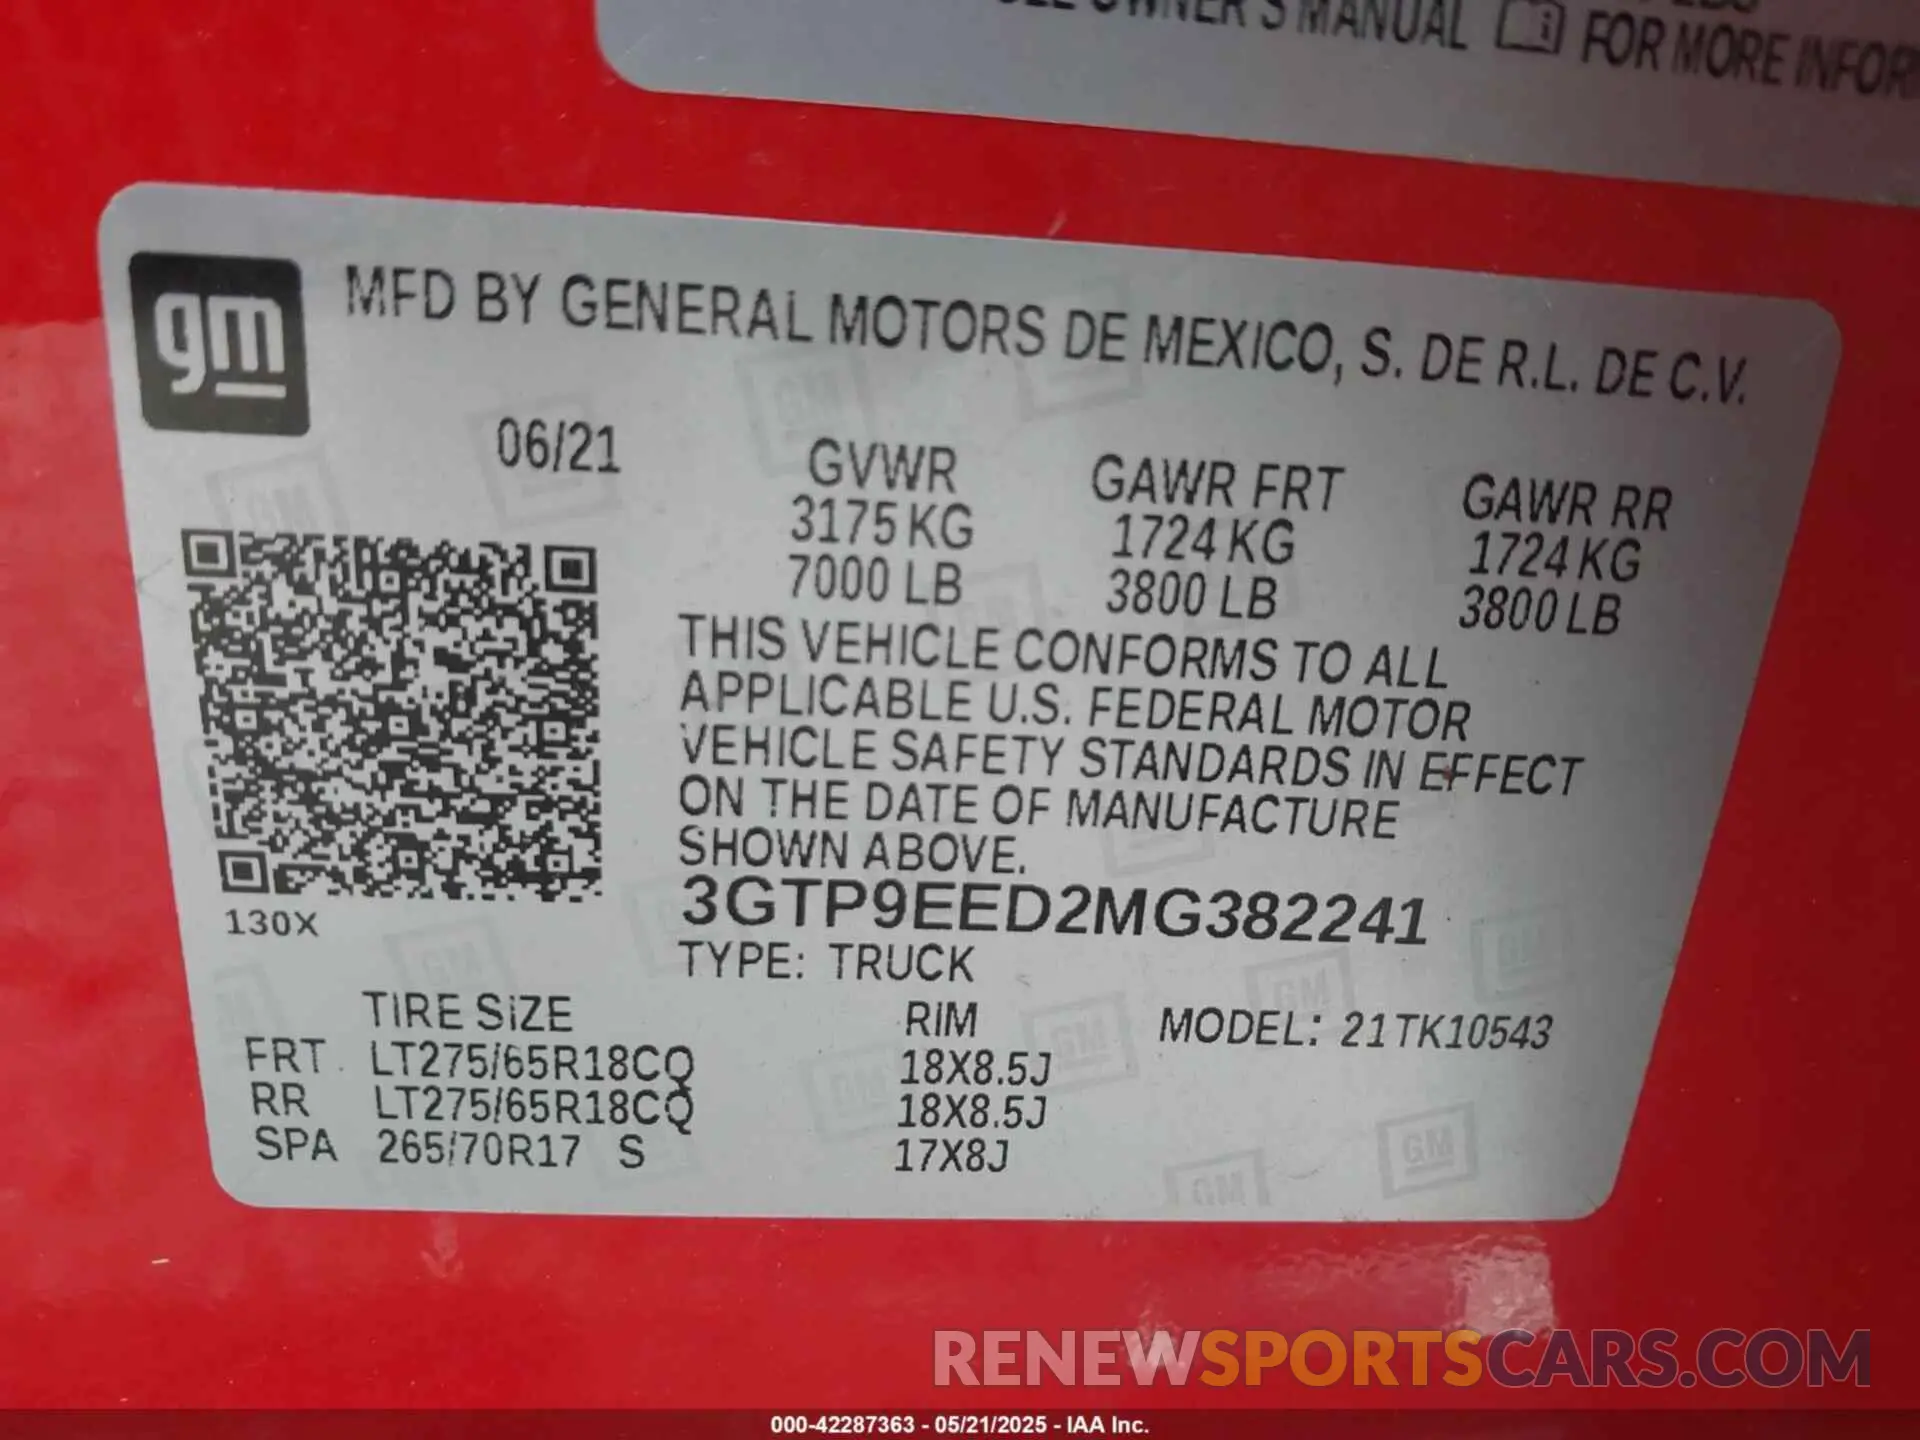 OWNER'S MANUAL FOR MORE
gm
MFD BY GENERAL MOTORS DE MEXICO, S. DE R.L. DE C.V.
06/21
GVWR GAWR FRT GAWR RR
3175 KG 1724 KG 1724 KG
7000 LB 3800 LB 3800 LB
THIS VEHICLE CONFORMS TO ALL
APPLICABLE U.S. FEDERAL MOTOR
VEHICLE SAFETY STANDARDS IN EFFECT
ON THE DATE OF MANUFACTURE
SHOWN ABOVE.
3GTP9EED2MG382241
130X
TYPE: TRUCK
TIRE SIZE RIM MODEL: 21TK10543
FRT LT275/65R18CQ 18X8.5J
RR LT275/65R18CQ 18X8.5J
SPA 265/70R17 S 17X8J
RENEWSPORTSCARS.COM
000-42287363 - 05/21/2025 - IAA Inc.